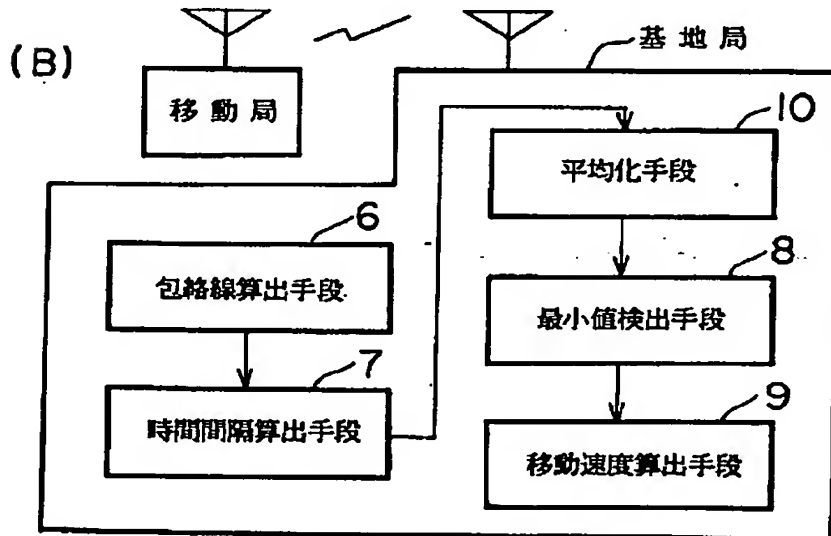 (B)
移動局
基地局
10
平均化手段
6
包絡線算出手段
8
最小値検出手段
7
時間間隔算出手段
9
移動速度算出手段